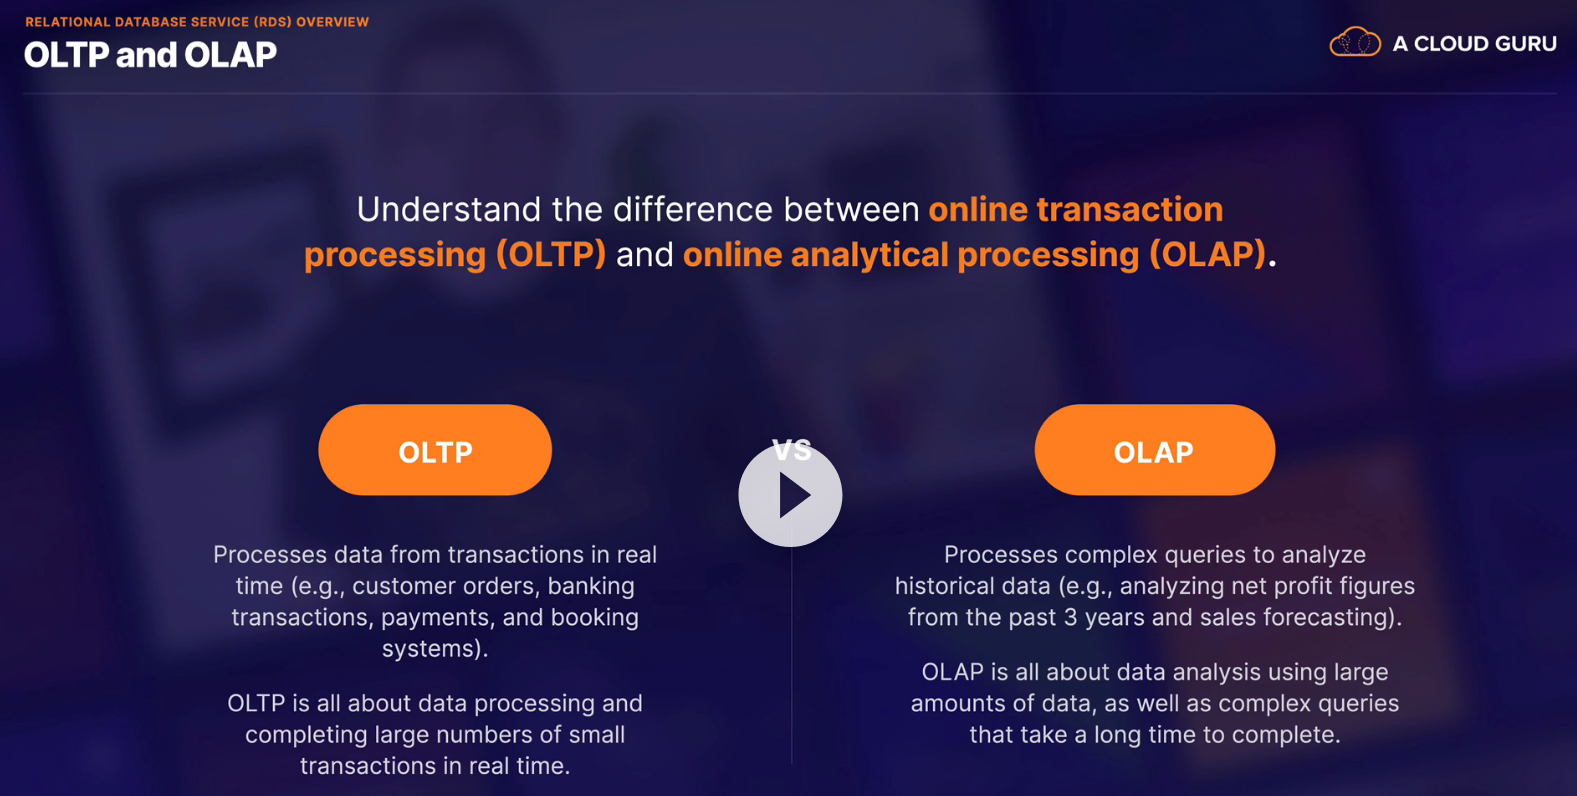 RELATIONAL DATABASE SERVICE (RDS) OVERVIEW
OLTP and OLAP
A CLOUD GURU
Understand the difference between online transaction
processing (OLTP) and online analytical processing (OLAP).
OLTP
VS
OLAP
Processes data from transactions in real
time (e.g., customer orders, banking
transactions, payments, and booking
systems).
OLTP is all about data processing and
completing large numbers of small
transactions in real time.
Processes complex queries to analyze
historical data (e.g., analyzing net profit figures
from the past 3 years and sales forecasting).
OLAP is all about data analysis using large
amounts of data, as well as complex queries
that take a long time to complete.